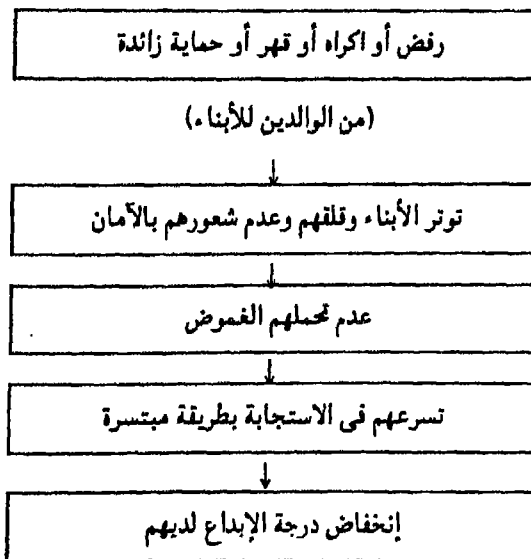 رفض أو اكراه أو قهر أو حماية زائدة
(من الوالدين للأبناء)
توتر الأبناء وقلقهم وعدم شعورهم بالآمان
عدم تحملهم الغموض
تسرعهم فى الاستجابة بطريقة مبتسرة
إنخفاض درجة الإبداع لديهم